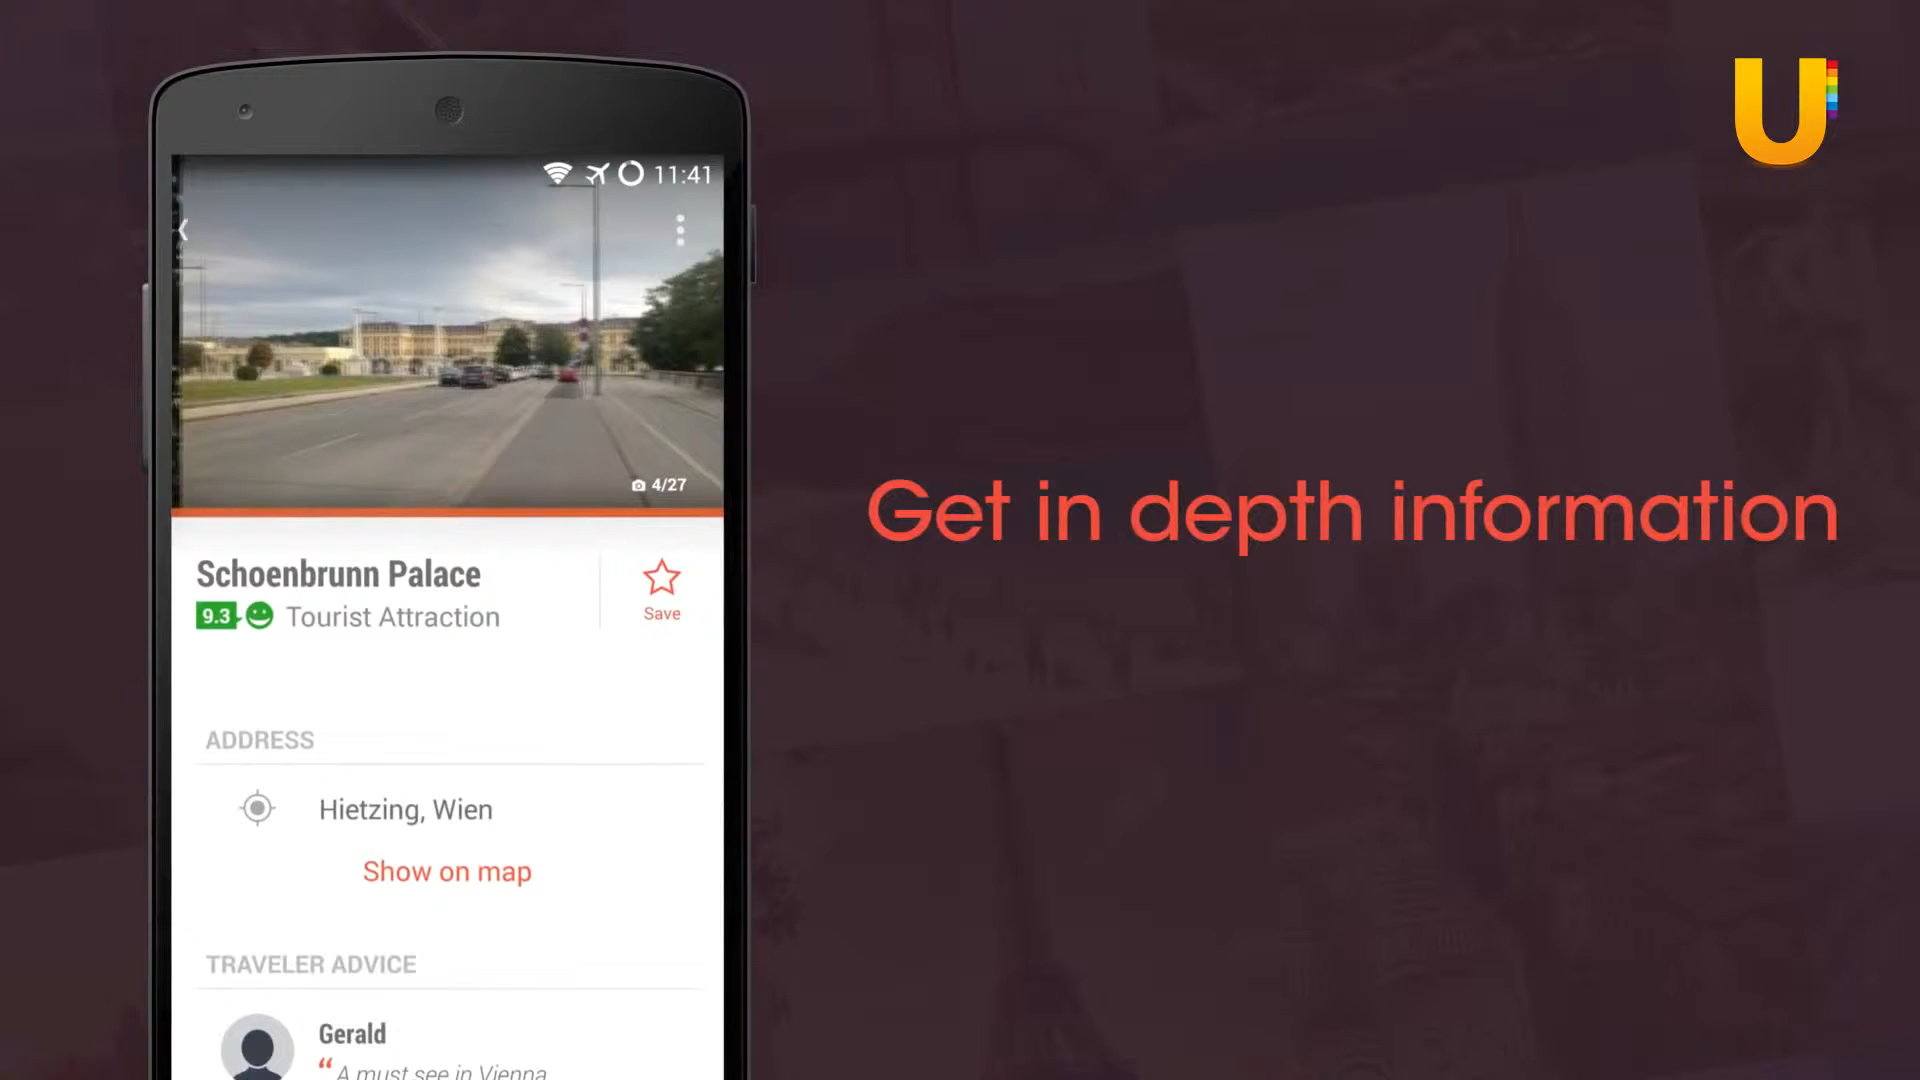 U
11:41
4/27
Schoenbrunn Palace
9.3 Tourist Attraction
Save
ADDRESS
Hietzing, Wien
Show on map
TRAVELER ADVICE
Gerald
“A must see in Vienna
Get in depth information